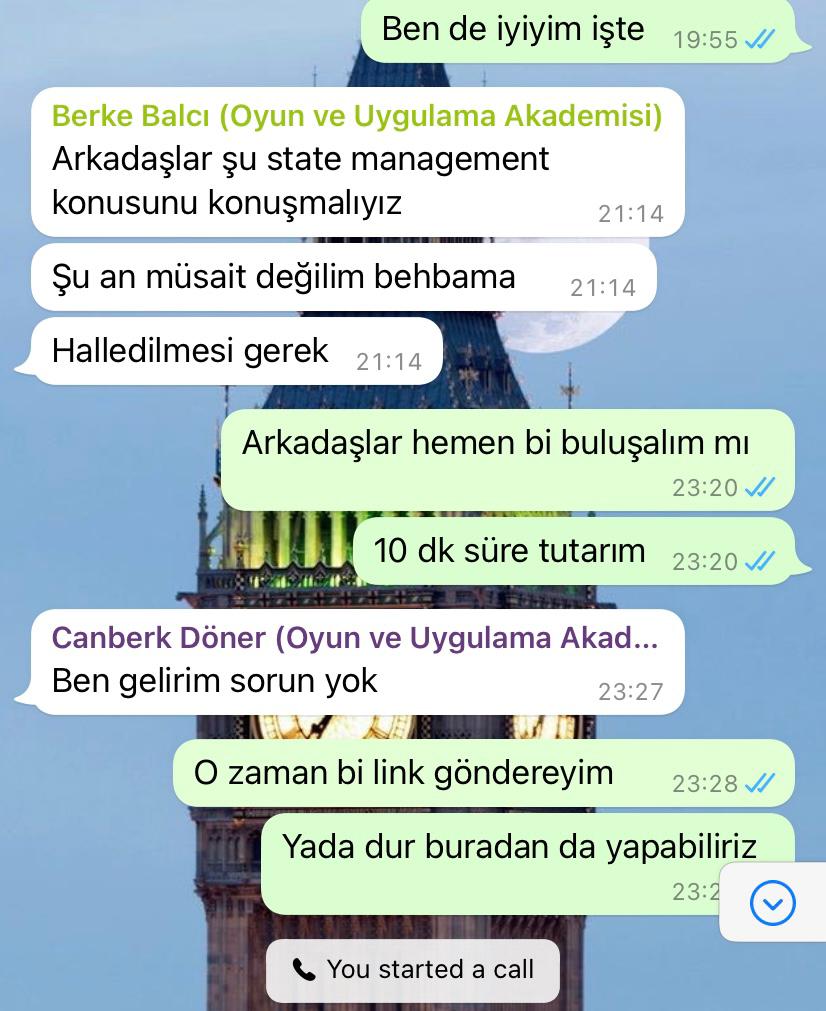 Ben de iyiyim işte
19:55
Berke Balcı (Oyun ve Uygulama Akademisi)
Arkadaşlar şu state management
konusunu konuşmalıyız
21:14
Şu an müsait değilim behbama
21:14
Halledilmesi gerek
21:14
Arkadaşlar hemen bi buluşalım mı
23:20
10 dk süre tutarım
23:20
Canberk Döner (Oyun ve Uygulama Akad...
Ben gelirim sorun yok
23:27
O zaman bi link göndereyim
23:28
Yada dur buradan da yapabiliriz
23:2
You started a call